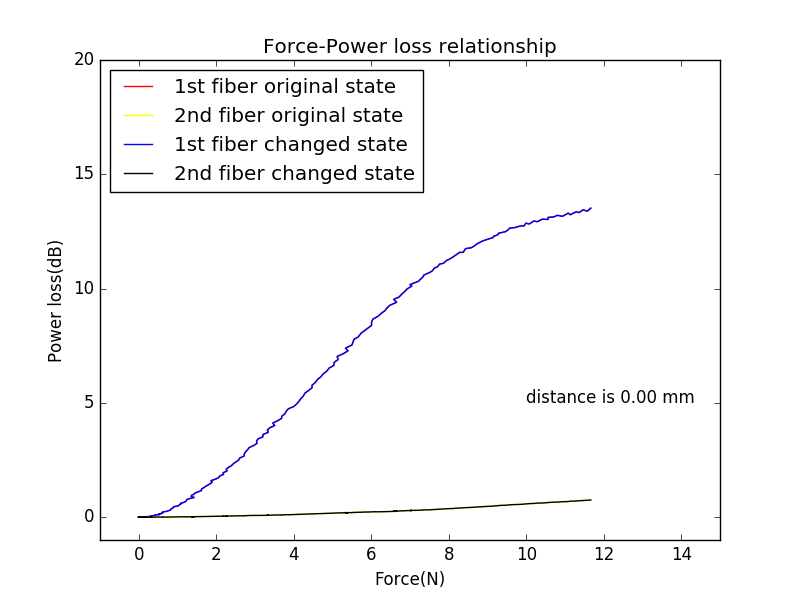 Force-Power loss relationship
20
1st fiber original state
2nd fiber original state
1st fiber changed state
2nd fiber changed state
15
10
5
0
Power loss(dB)
distance is 0.00 mm
0 2 4 6 8 10 12 14
Force(N)